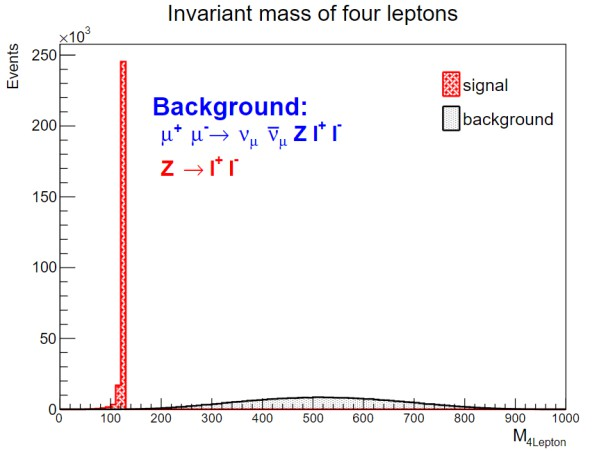 Invariant mass of four leptons
×10³
Events
250
200
150
100
50
0
signal
background
Background:
μ⁺ μ⁻→ ν_μ ν̅_μ Z l⁺ l⁻
Z → l⁺ l⁻
0 100 200 300 400 500 600 700 800 900 1000
M_4Lepton